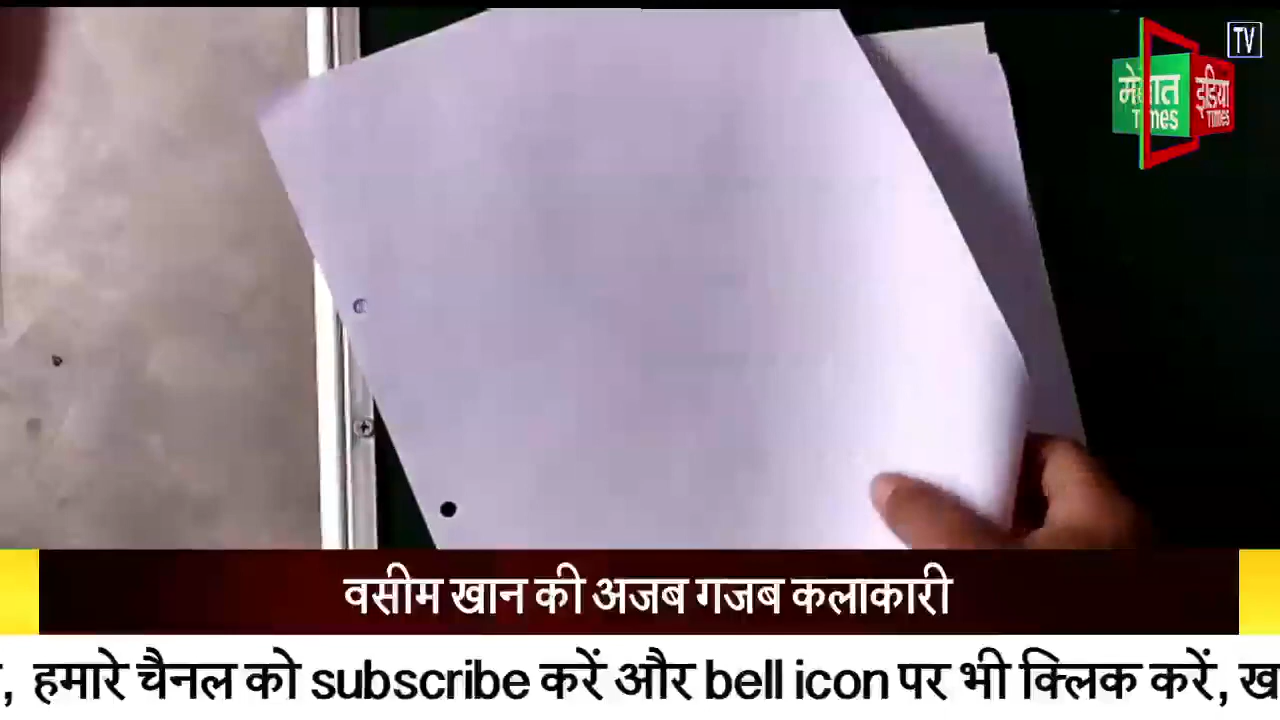 TV
मेवात इंडिया
TIMES TIMES
वसीम खान की अजब गजब कलाकारी
, हमारे चैनल को subscribe करें और bell icon पर भी क्लिक करें, ख